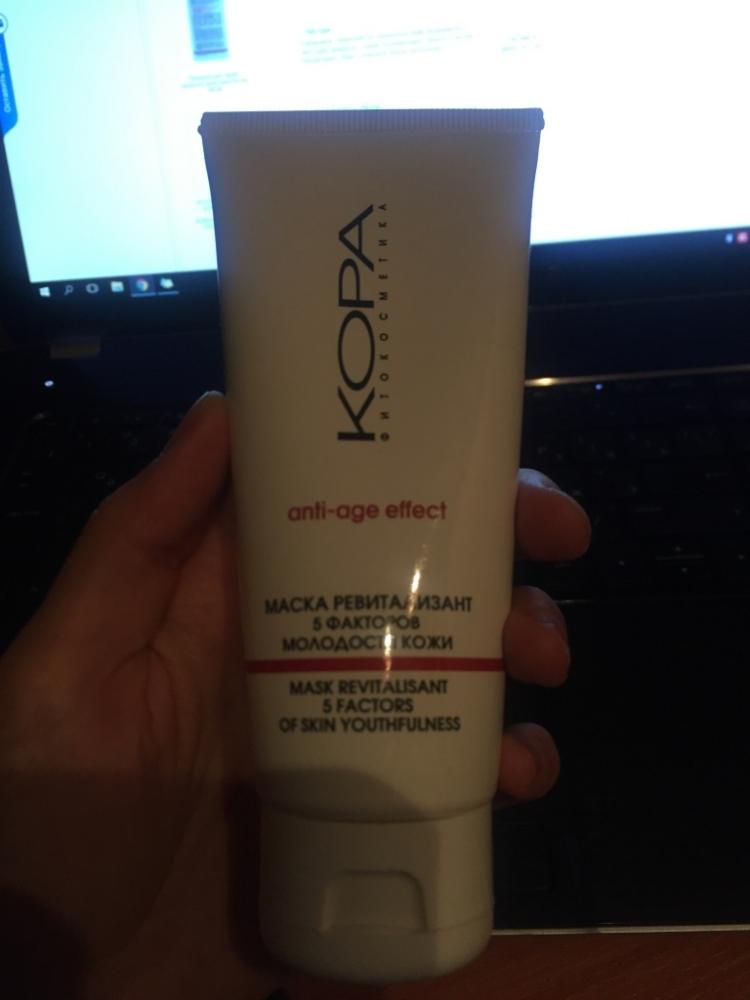 КОРА
ФИТОКОСМЕТИКА
anti-age effect
МАСКА РЕВИТАЛИЗАНТ
5 ФАКТОРОВ
МОЛОДОСТИ КОЖИ
MASK REVITALISANT
5 FACTORS
OF SKIN YOUTHFULNESS